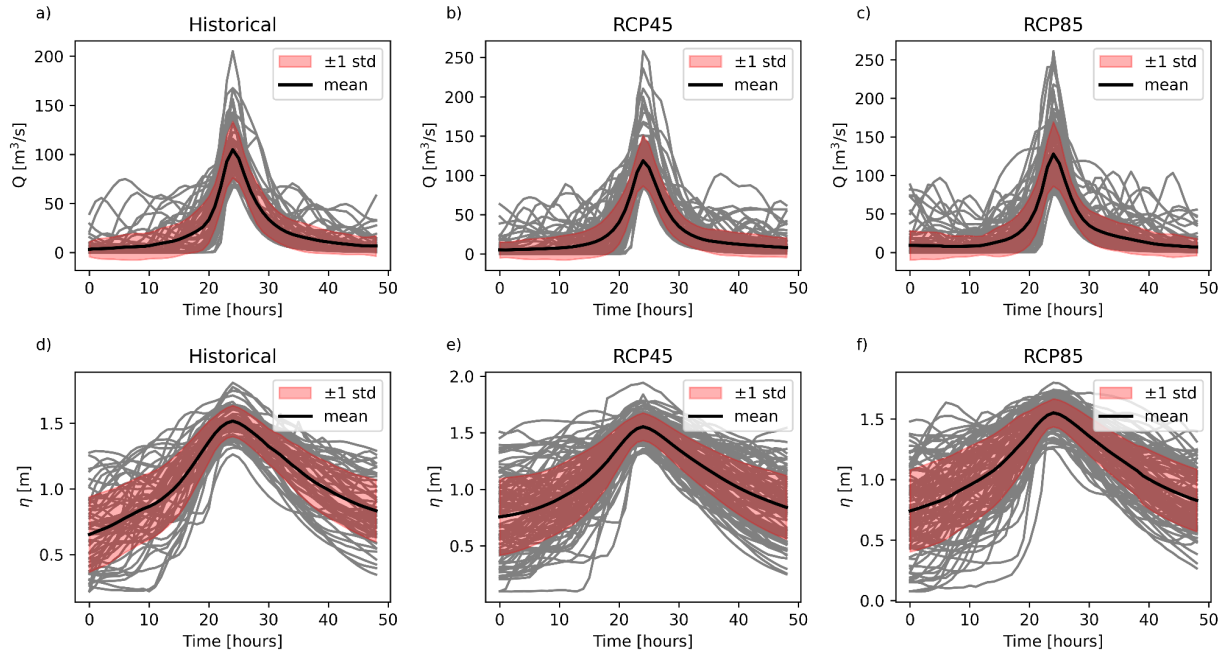 a)
Historical
Q [m³/s]
200
150
100
50
0
±1 std
mean
0 10 20 30 40 50
Time [hours]
b)
RCP45
Q [m³/s]
250
200
150
100
50
0
±1 std
mean
0 10 20 30 40 50
Time [hours]
c)
RCP85
Q [m³/s]
250
200
150
100
50
0
±1 std
mean
0 10 20 30 40 50
Time [hours]
d)
Historical
η [m]
1.5
1.0
0.5
±1 std
mean
0 10 20 30 40 50
Time [hours]
e)
RCP45
η [m]
2.0
1.5
1.0
0.5
±1 std
mean
0 10 20 30 40 50
Time [hours]
f)
RCP85
η [m]
1.5
1.0
0.5
0.0
±1 std
mean
0 10 20 30 40 50
Time [hours]